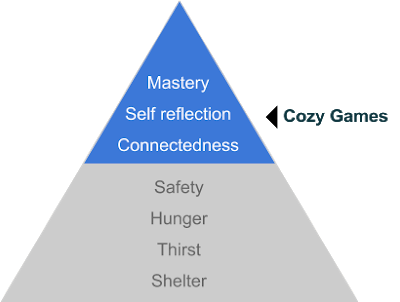 Mastery
Self reflection
Cozy Games
Connectedness
Safety
Hunger
Thirst
Shelter